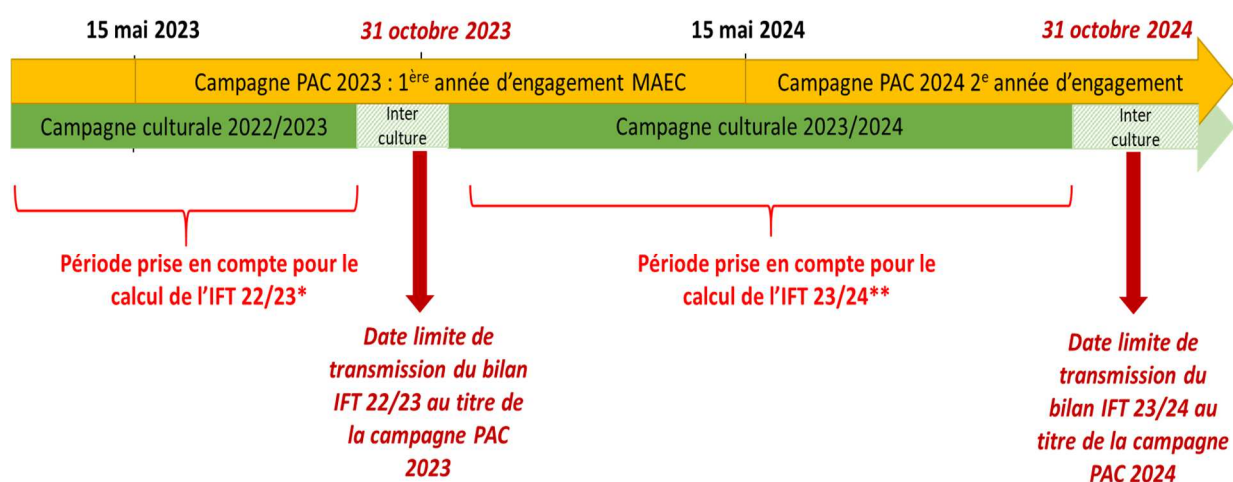 15 mai 2023
31 octobre 2023
15 mai 2024
31 octobre 2024
Campagne PAC 2023 : 1ère année d'engagement MAEC
Campagne PAC 2024 2e année d'engagement
Campagne culturale 2022/2023
Inter
culture
Campagne culturale 2023/2024
Inter
culture
Période prise en compte pour le
calcul de l'IFT 22/23*
Période prise en compte pour le
calcul de l'IFT 23/24**
Date limite de
transmission du bilan
IFT 22/23 au titre de
la campagne PAC
2023
Date limite de
transmission du
bilan IFT 23/24 au
titre de la campagne
PAC 2024